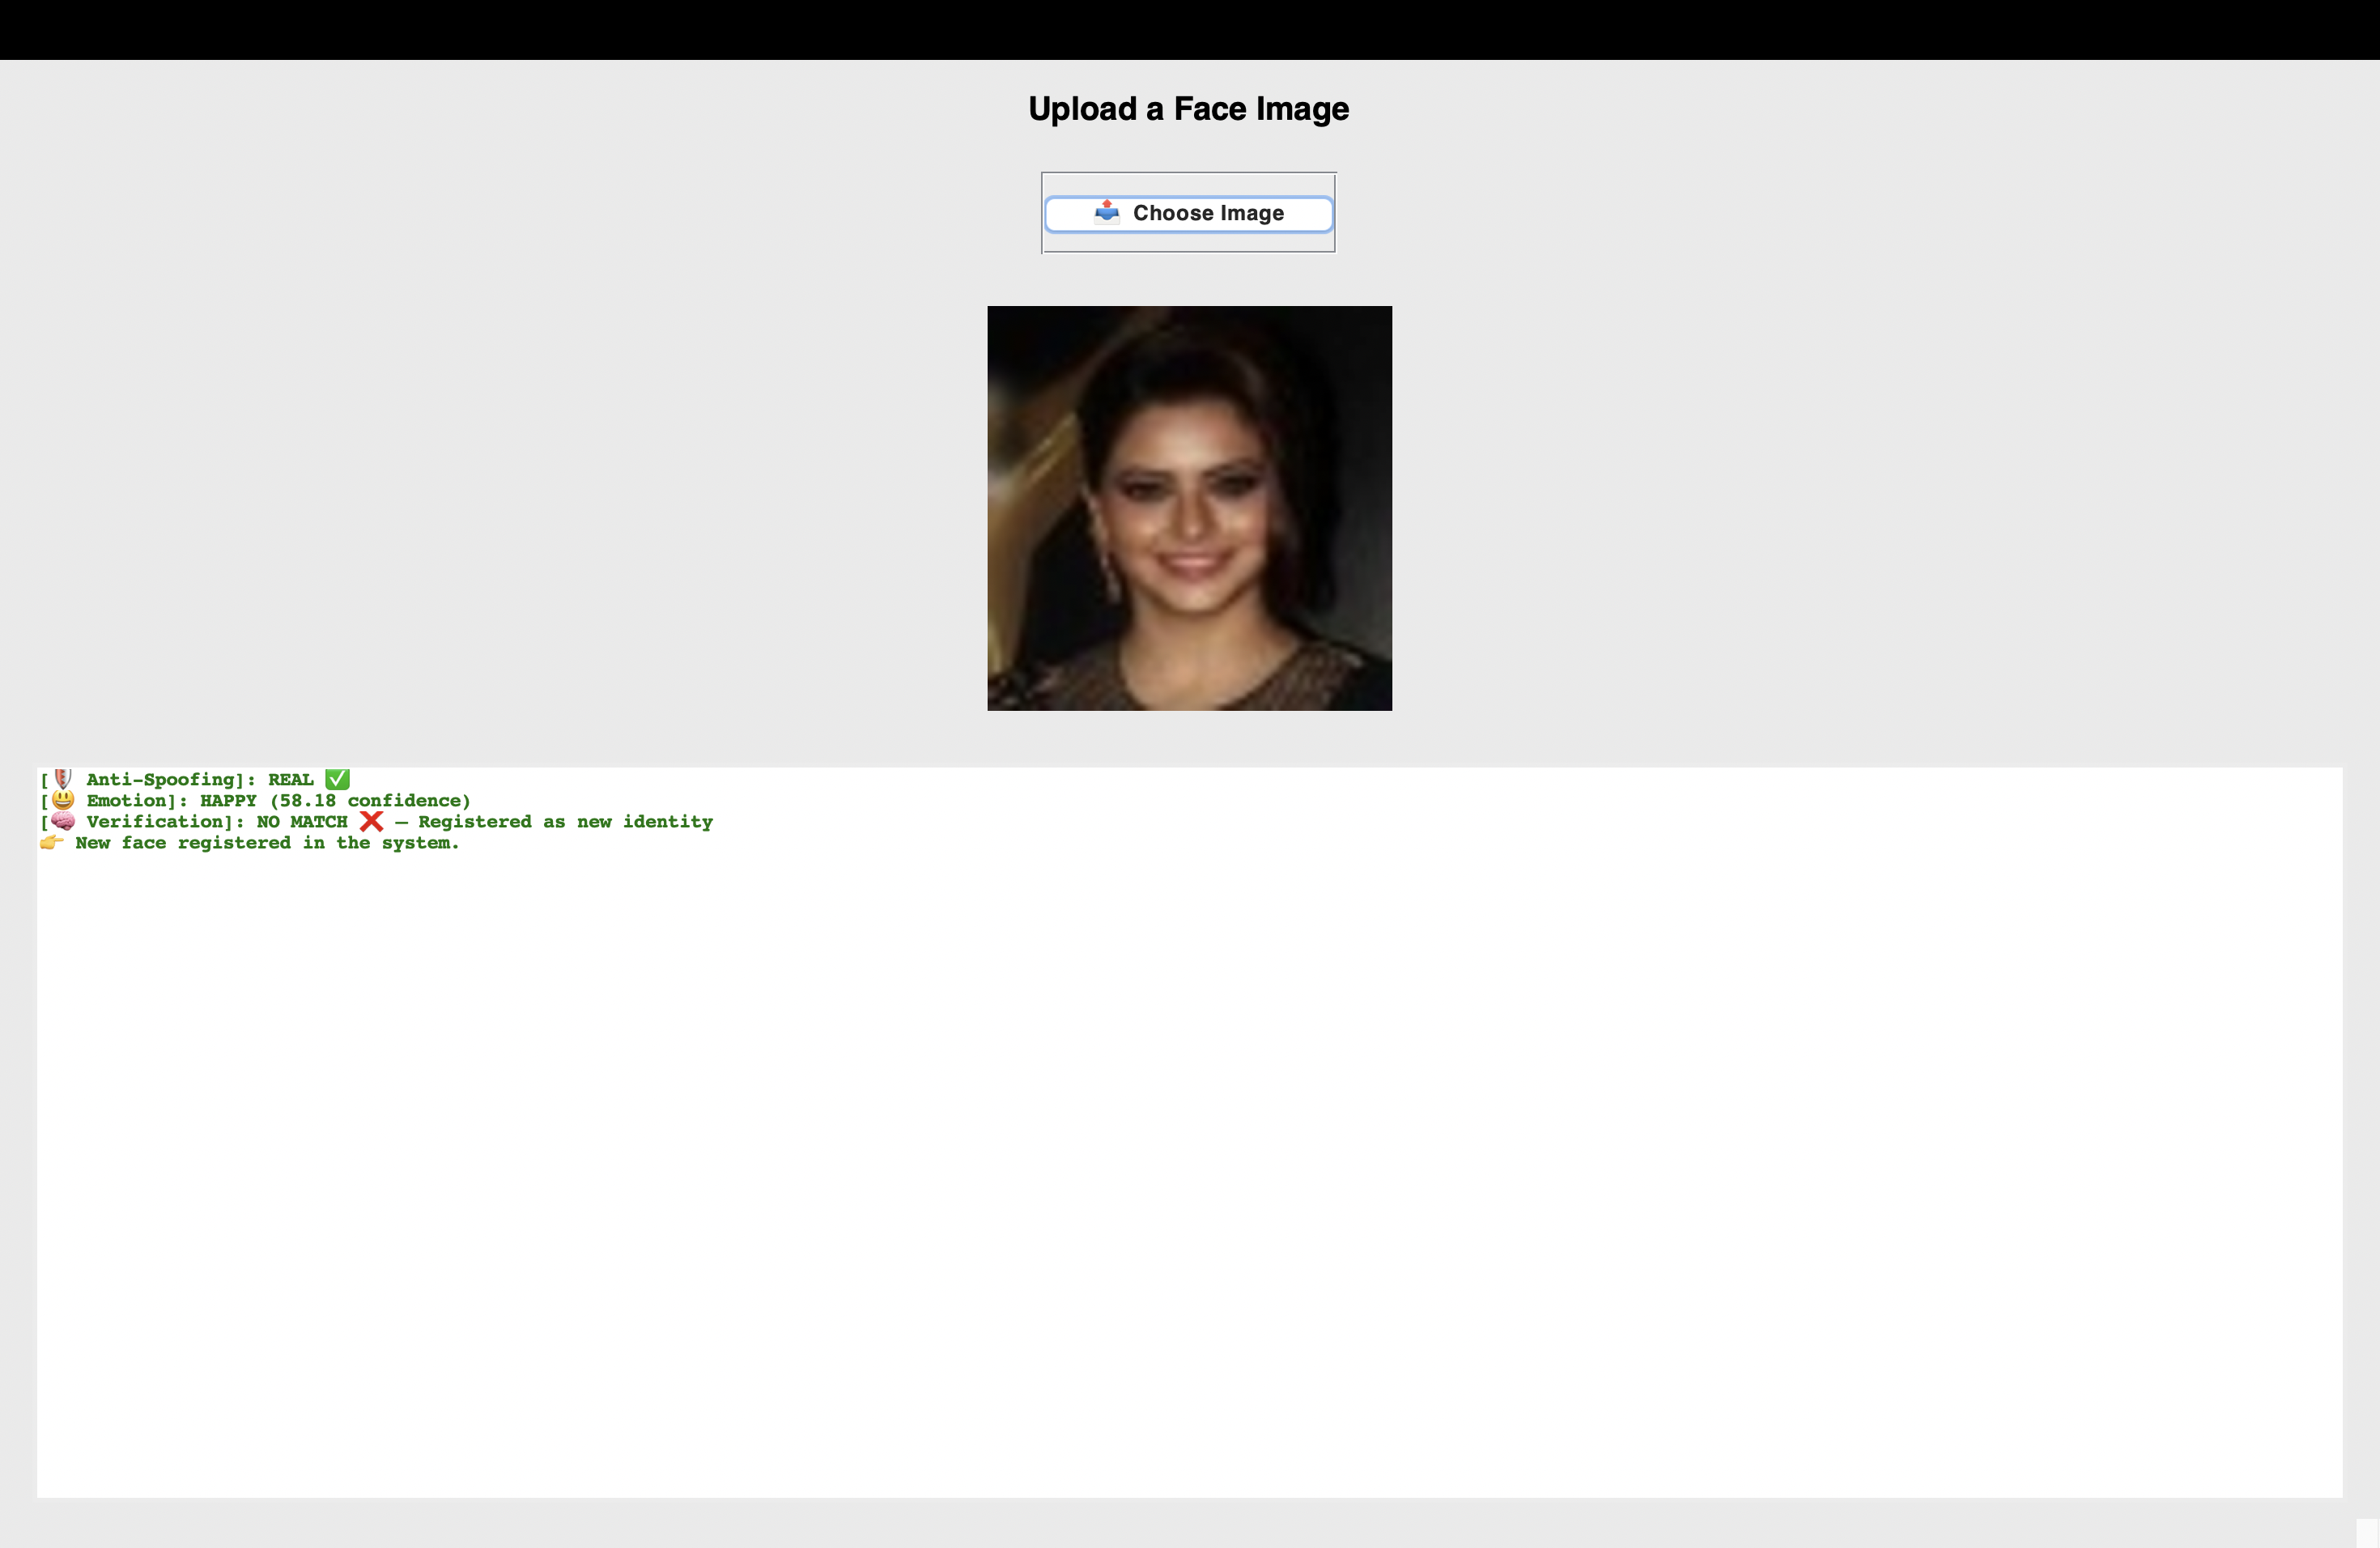 Upload a Face Image
📤 Choose Image
[🛡 Anti-Spoofing]: REAL ✅
[😃 Emotion]: HAPPY (58.18 confidence)
[🧠 Verification]: NO MATCH ❌ — Registered as new identity
👉 New face registered in the system.